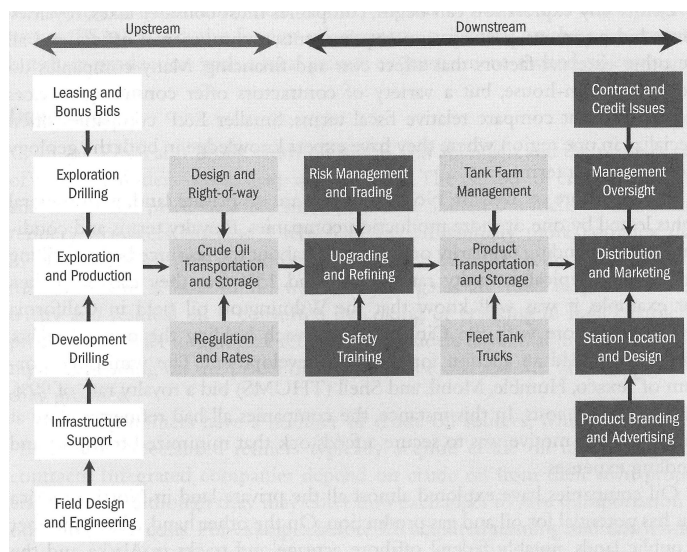 Upstream
Downstream
Leasing and
Bonus Bids
Exploration
Drilling
Exploration
and Production
Development
Drilling
Infrastructure
Support
Field Design
and Engineering
Design and
Right-of-way
Crude Oil
Transportation
and Storage
Regulation
and Rates
Risk Management
and Trading
Upgrading
and Refining
Safety
Training
Tank Farm
Management
Product
Transportation
and Storage
Fleet Tank
Trucks
Contract and
Credit Issues
Management
Oversight
Distribution
and Marketing
Station Location
and Design
Product Branding
and Advertising